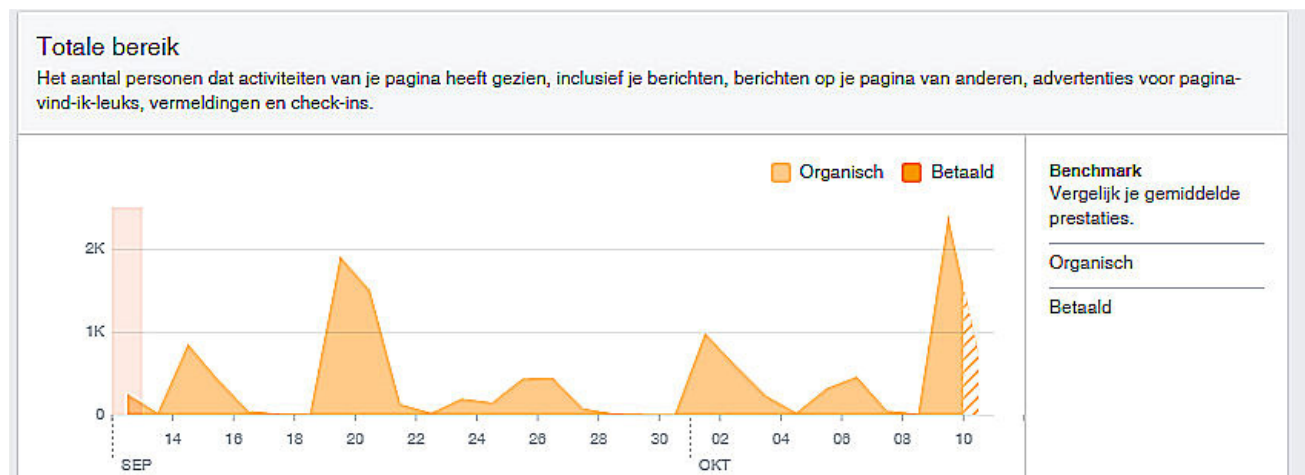 Totale bereik
Het aantal personen dat activiteiten van je pagina heeft gezien, inclusief je berichten, berichten op je pagina van anderen, advertenties voor pagina-
vind-ik-leuks, vermeldingen en check-ins.
Organisch Betaald
Benchmark
Vergelijk je gemiddelde
prestaties.
Organisch
Betaald
2K
1K
0
14 16 18 20 22 24 26 28 30 02 04 06 08 10
SEP OKT